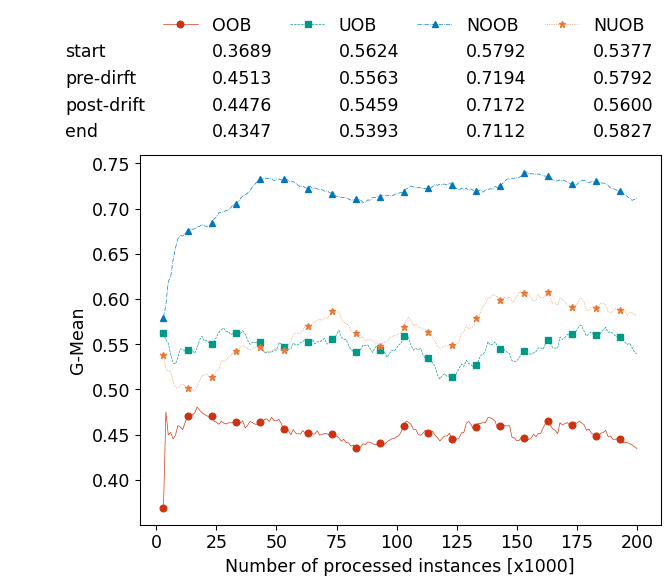 OOB UOB NOOB NUOB
start 0.3689 0.5624 0.5792 0.5377
pre-dirft 0.4513 0.5563 0.7194 0.5792
post-drift 0.4476 0.5459 0.7172 0.5600
end 0.4347 0.5393 0.7112 0.5827
0.75
0.70
0.65
0.60
0.55
0.50
0.45
0.40
G-Mean
0 25 50 75 100 125 150 175 200
Number of processed instances [x1000]